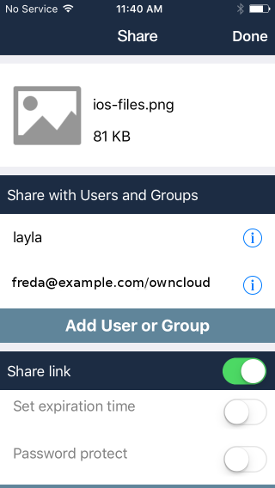 No Service 11:40 AM
Share Done
ios-files.png
81 KB
Share with Users and Groups
layla
freda@example.com/owncloud
Add User or Group
Share link
Set expiration time
Password protect